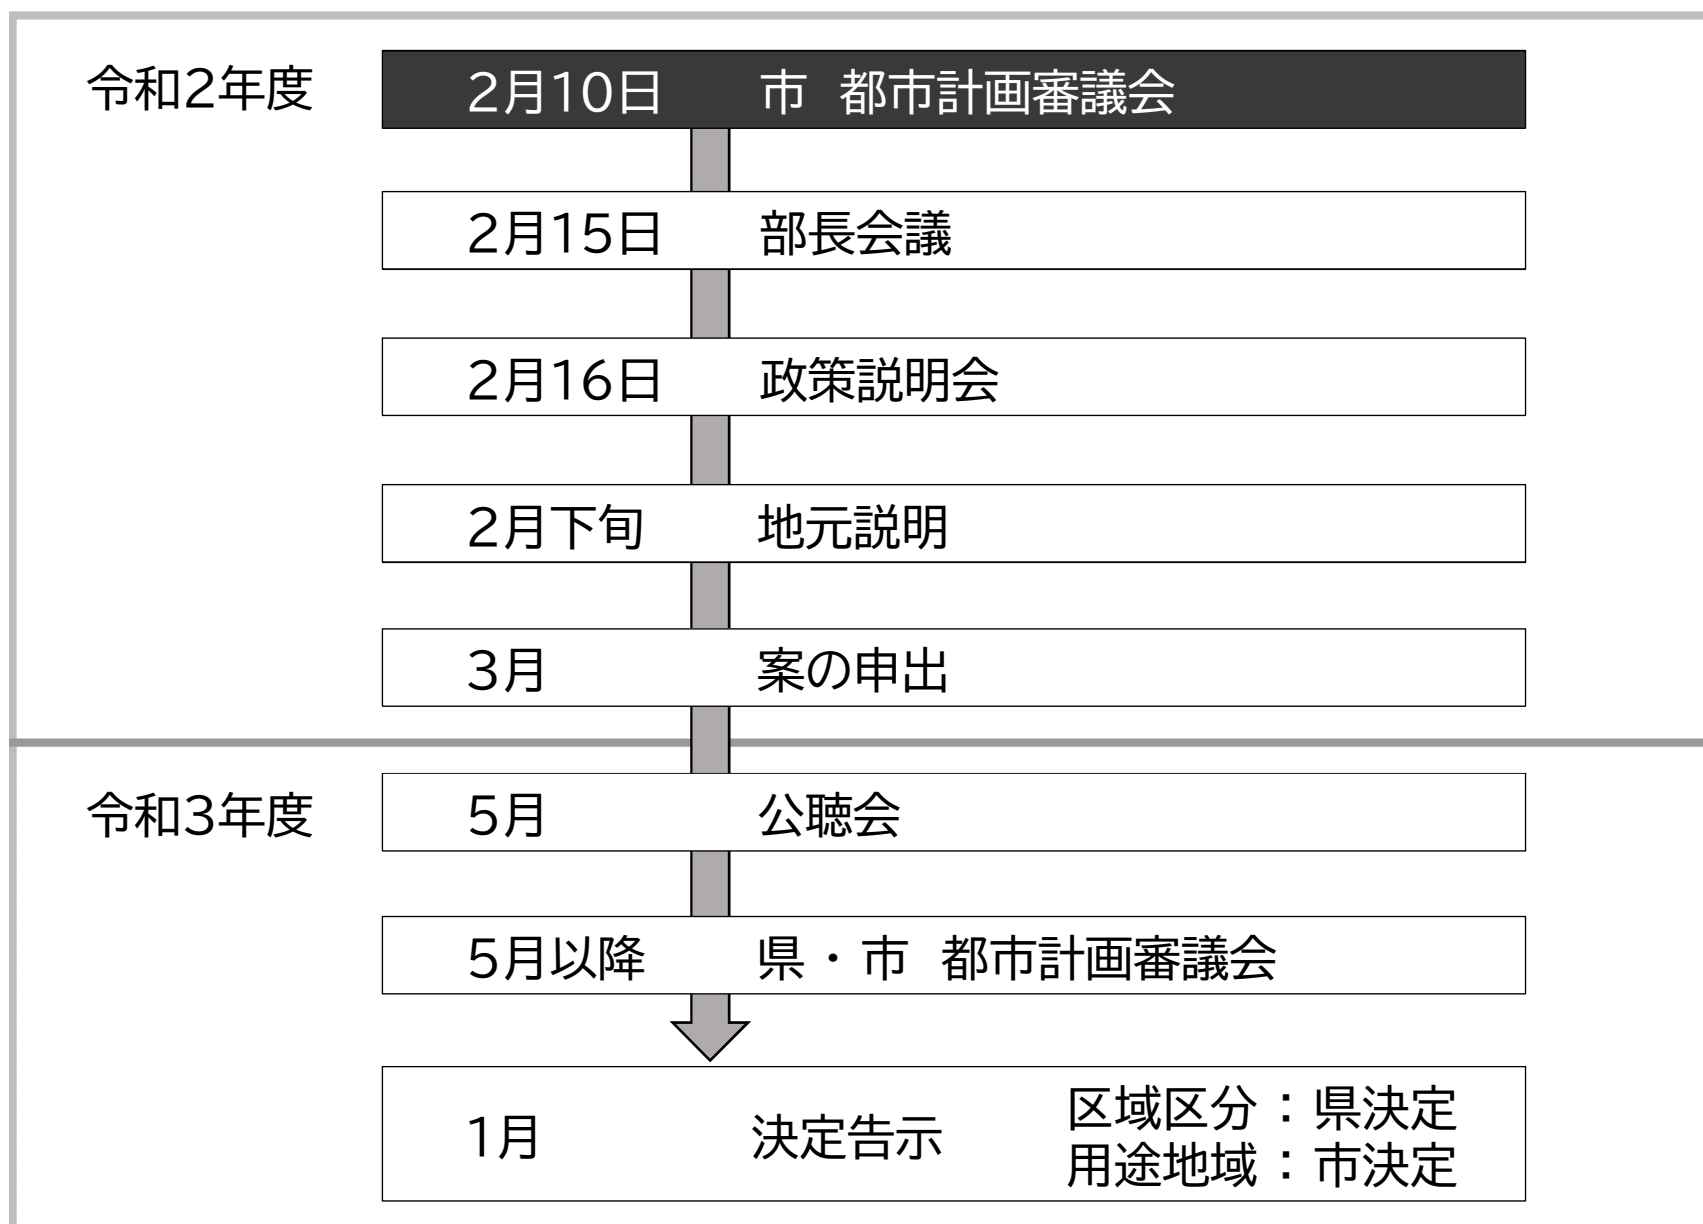 令和2年度 2月10日 市 都市計画審議会
2月15日 部長会議
2月16日 政策説明会
2月下旬 地元説明
3月 案の申出
令和3年度 5月 公聴会
5月以降 県・市 都市計画審議会
1月 決定告示 区域区分：県決定
用途地域：市決定